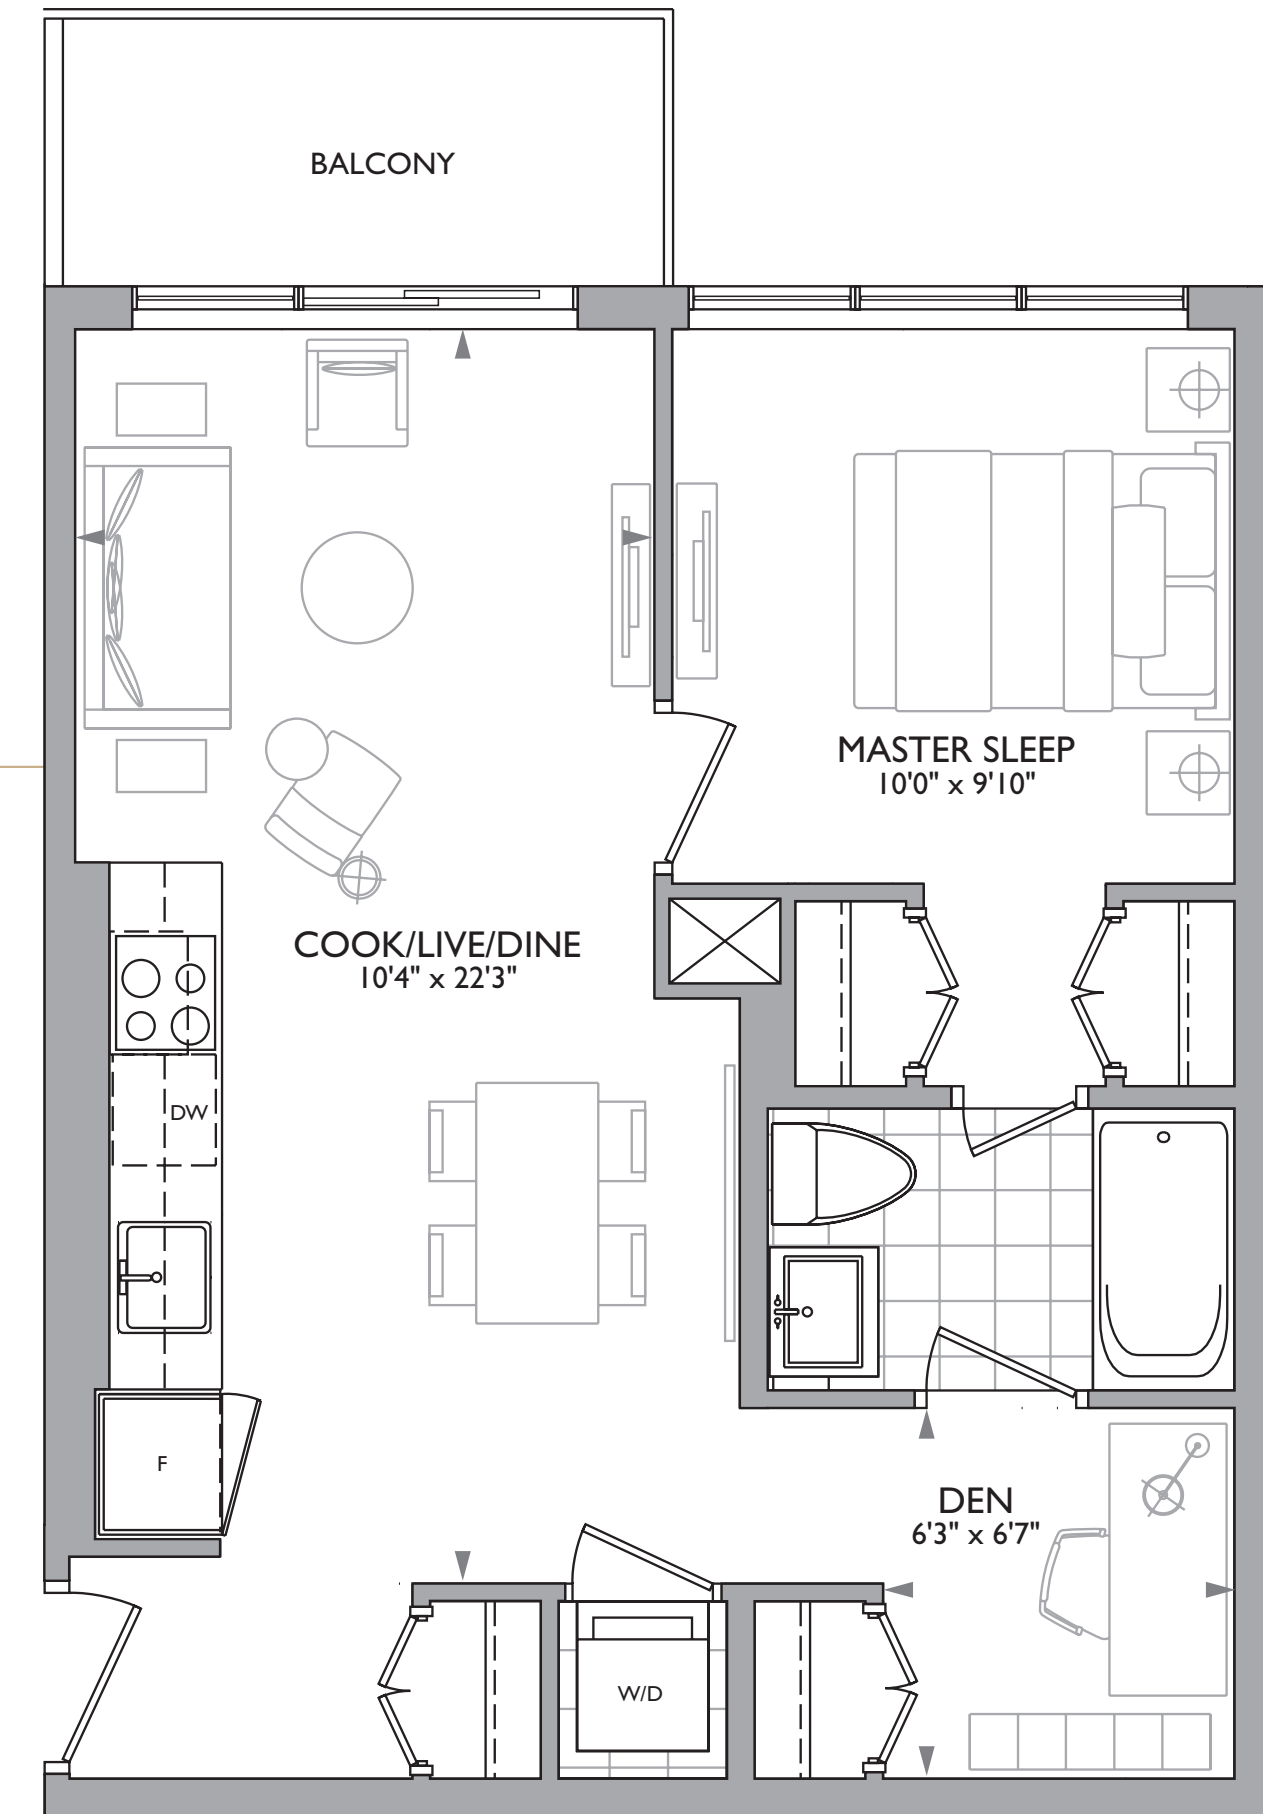 BALCONY
MASTER SLEEP
10'0" x 9'10"
COOK/LIVE/DINE
10'4" x 22'3"
DW
F
DEN
6'3" x 6'7"
W/D